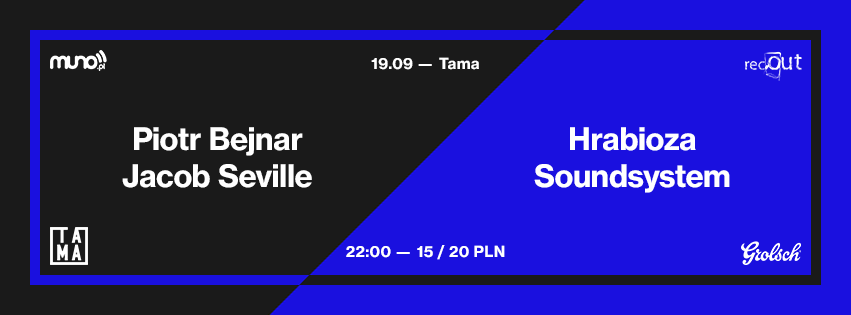 muno.pl
19.09 — Tama
recout
Piotr Bejnar
Jacob Seville
Hrabioza
Soundsystem
TA
MA
22:00 — 15 / 20 PLN
Grolsch